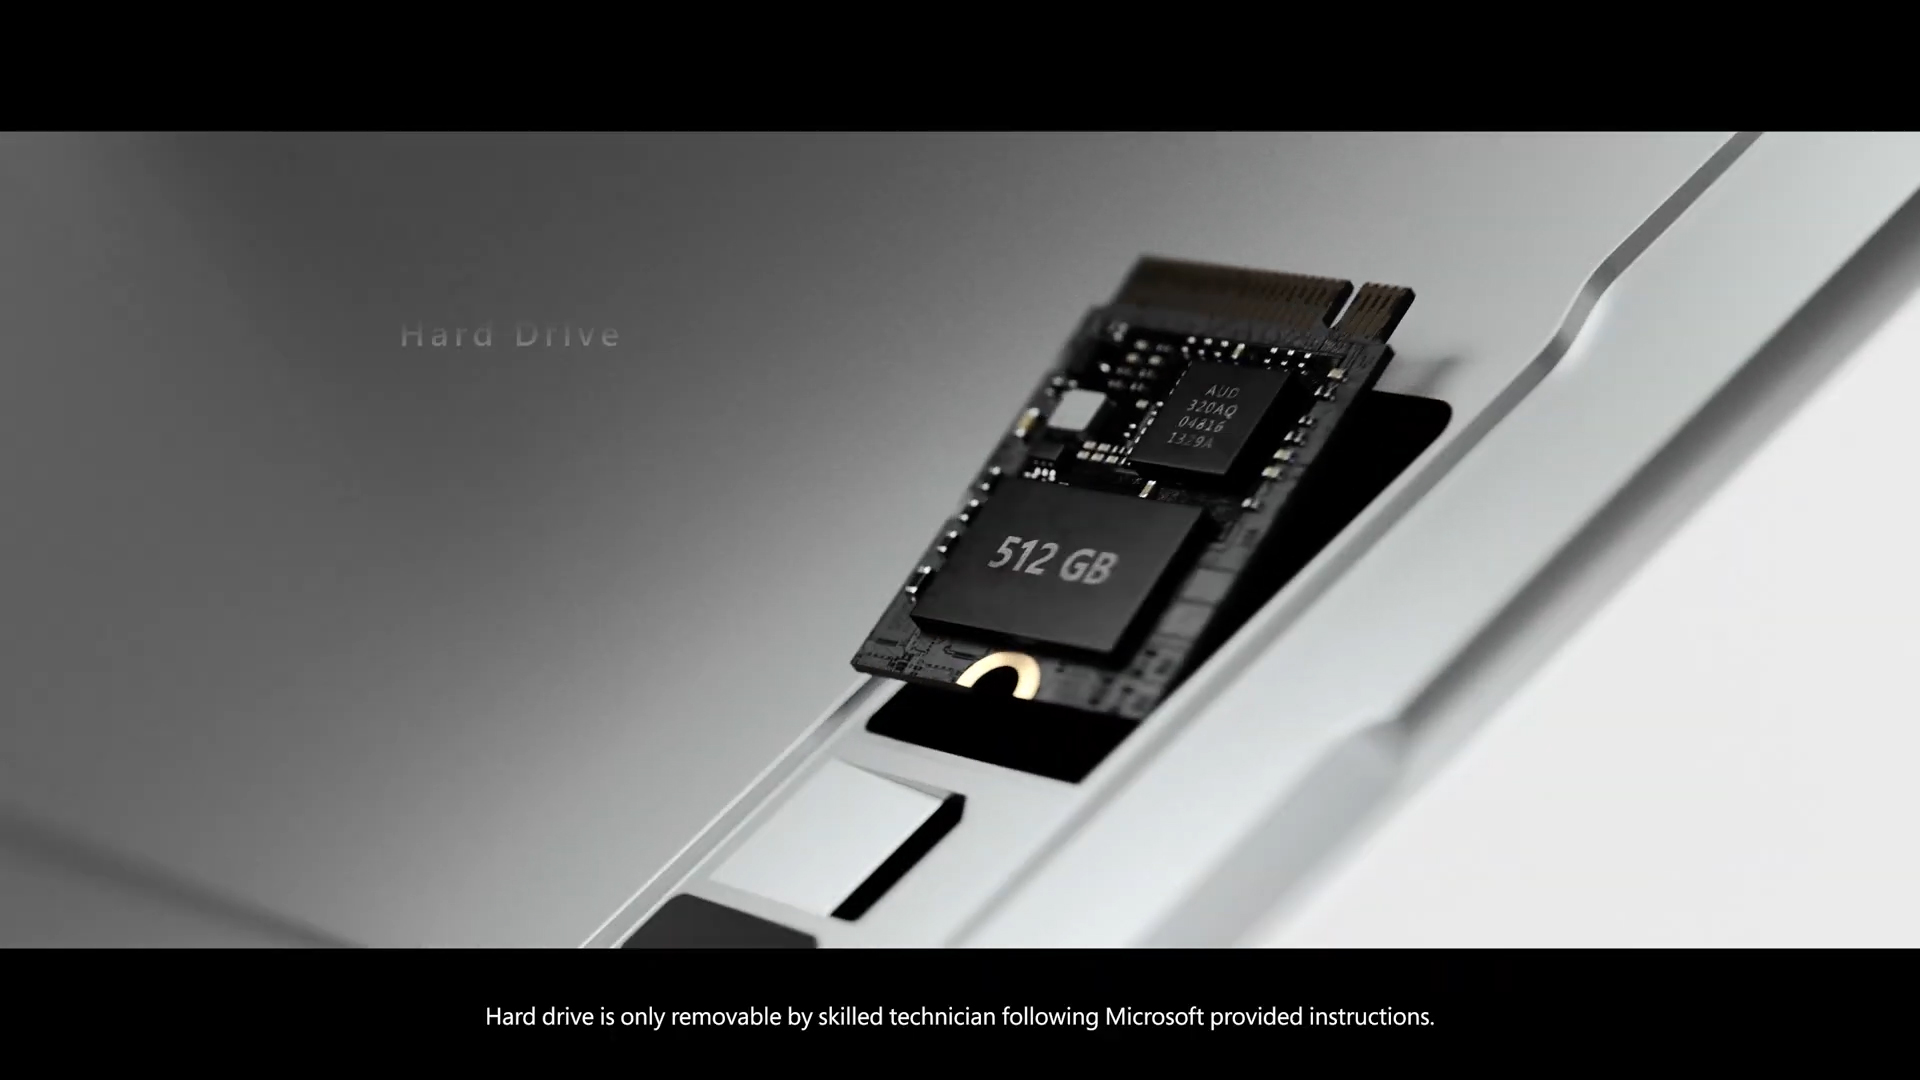 Hard Drive
AUD
320AQ
04816
1329A
512 GB
Hard drive is only removable by skilled technician following Microsoft provided instructions.